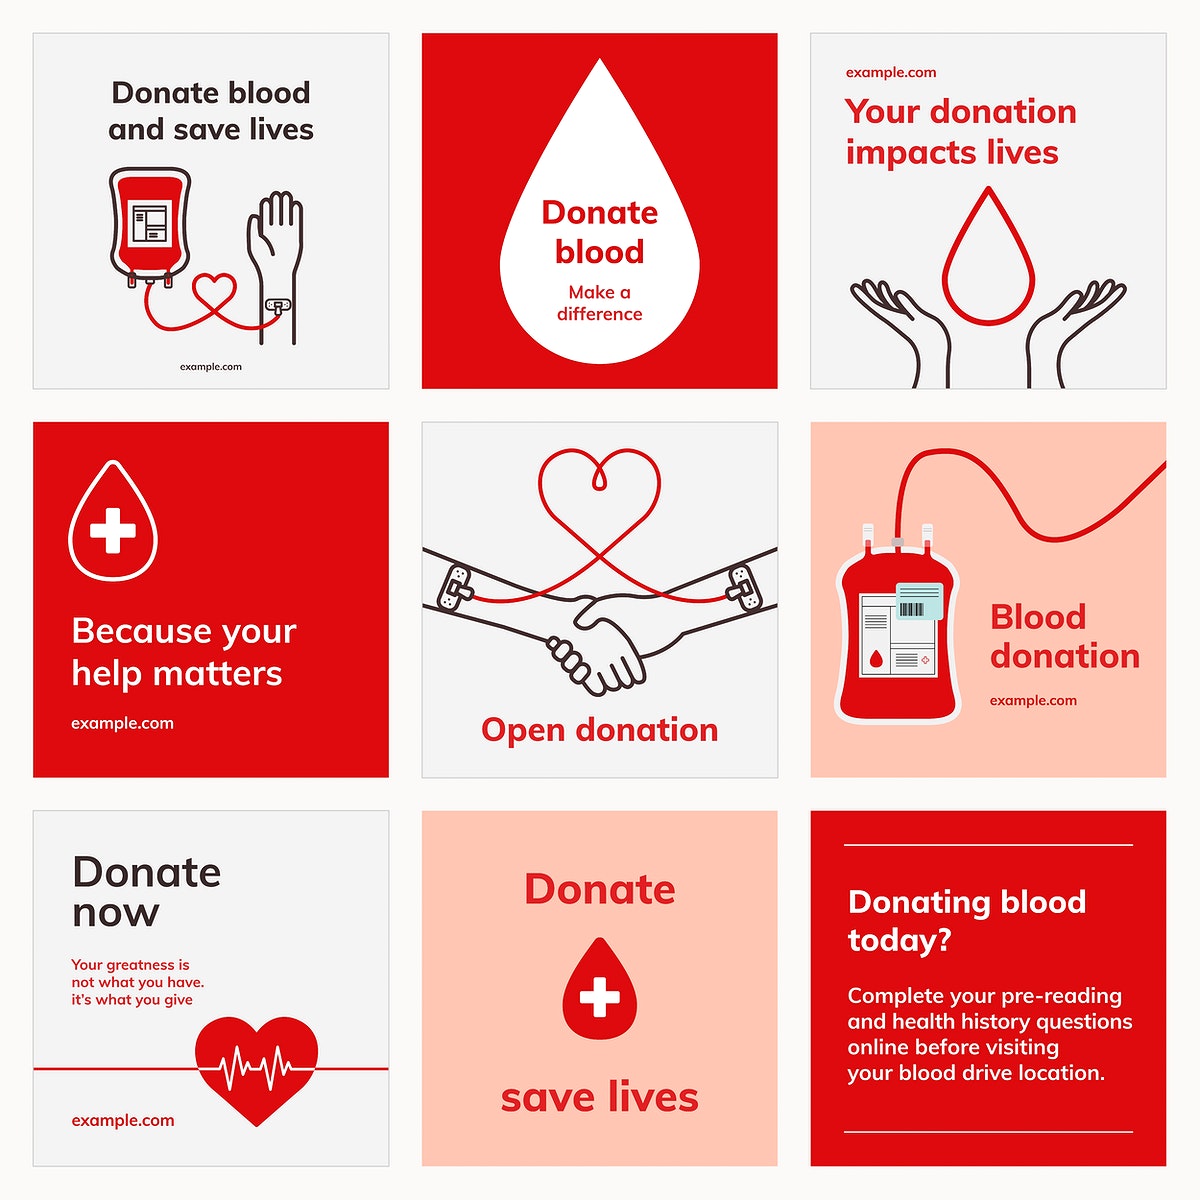 Donate blood
and save lives
example.com
Donate
blood
Make a
difference
example.com
Your donation
impacts lives
Because your
help matters
example.com
Open donation
Blood
donation
example.com
Donate
now
Your greatness is
not what you have.
it's what you give
example.com
Donate
save lives
Donating blood
today?
Complete your pre-reading
and health history questions
online before visiting
your blood drive location.